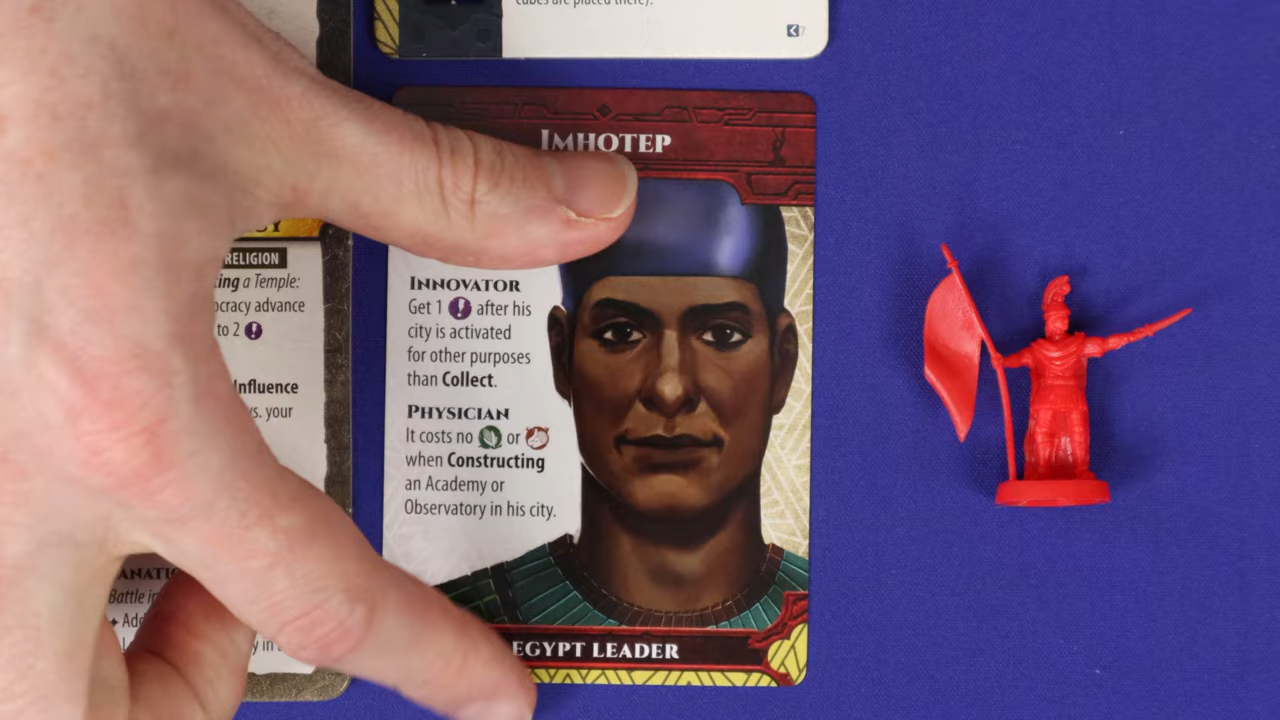 cubes are placed there).
7
IMHOTEP
RELIGION
a Temple:
ocracy advance
to 2
Influence
your
INNOVATOR
Get 1 after his
city is activated
for other purposes
than Collect.
PHYSICIAN
It costs no or
when Constructing
an Academy or
Observatory in his city.
Battle
EGYPT LEADER